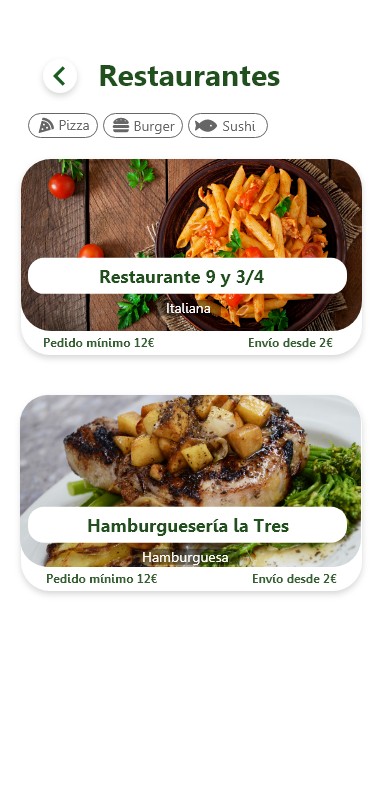 Restaurantes
Pizza
Burger
Sushi
Restaurante 9 y 3/4
Italiana
Pedido mínimo 12€
Envío desde 2€
Hamburguesería la Tres
Hamburguesa
Pedido mínimo 12€
Envío desde 2€